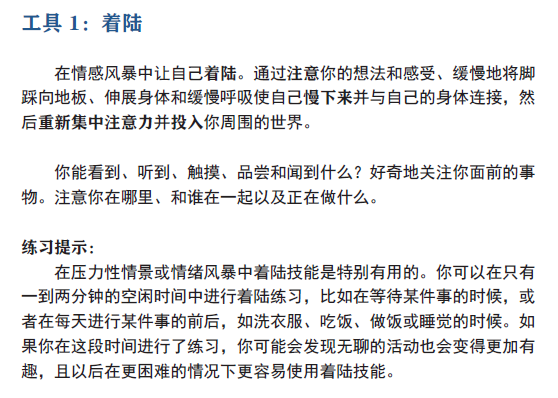 工具 1：着陆
在情感风暴中让自己着陆。通过注意你的想法和感受、缓慢地将脚
踩向地板、伸展身体和缓慢呼吸使自己慢下来并与自己的身体连接，然
后重新集中注意力并投入你周围的世界。
你能看到、听到、触摸、品尝和闻到什么？好奇地关注你面前的事
物。注意你在哪里、和谁在一起以及正在做什么。
练习提示：
在压力性情景或情绪风暴中着陆技能是特别有用的。你可以在只有
一到两分钟的空闲时间中进行着陆练习，比如在等待某件事的时候，或
者在每天进行某件事的前后，如洗衣服、吃饭、做饭或睡觉的时候。如
果你在这段时间进行了练习，你可能会发现无聊的活动也会变得更加有
趣，且以后在更困难的情况下更容易使用着陆技能。